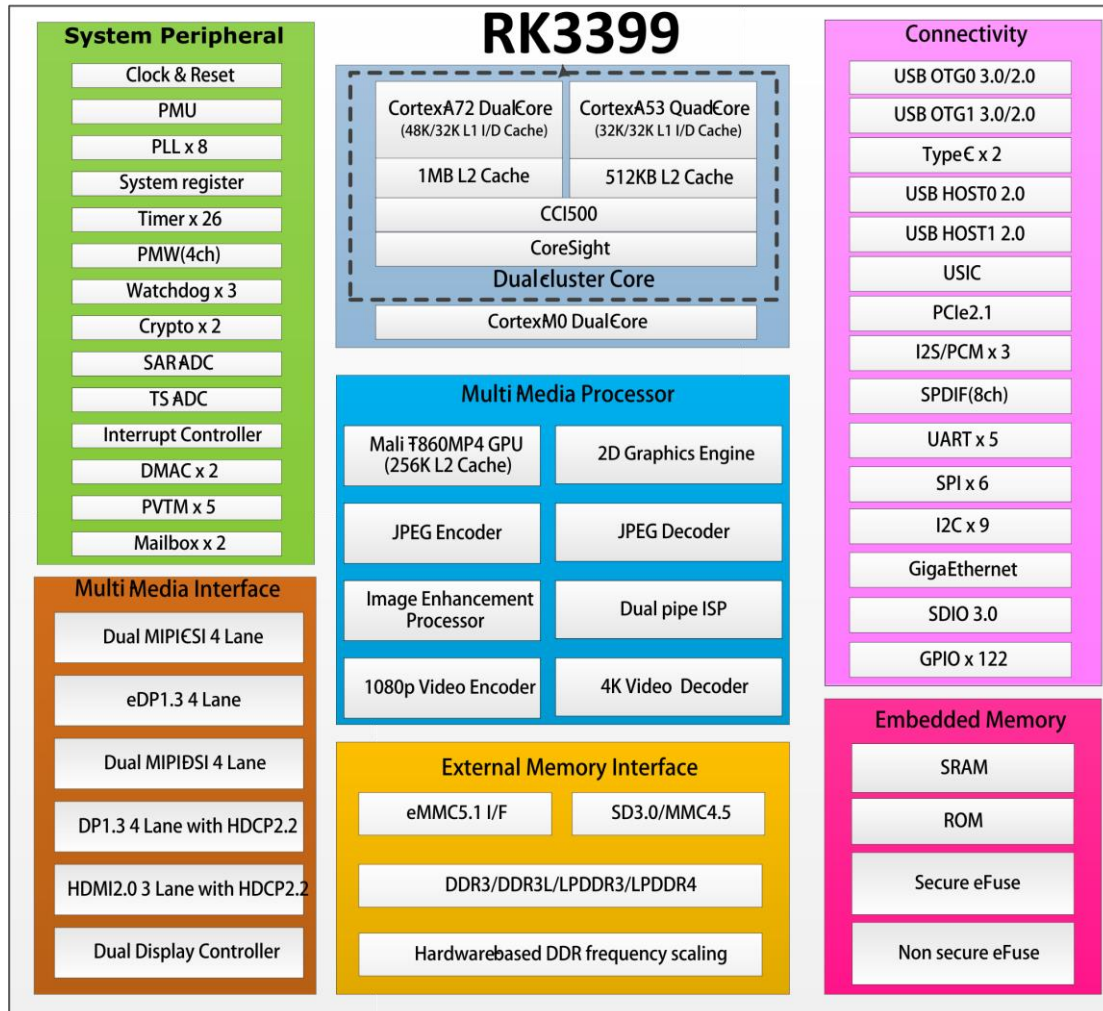 RK3399
System Peripheral
Clock & Reset
PMU
PLL x 8
System register
Timer x 26
PMW(4ch)
Watchdog x 3
Crypto x 2
SAR-ADC
TS-ADC
Interrupt Controller
DMAC x 2
PVTM x 5
Mailbox x 2
Multi Media Interface
Dual MIPI-CSI 4 Lane
eDP1.3 4 Lane
Dual MIPI-DSI 4 Lane
DP1.3 4 Lane with HDCP2.2
HDMI2.0 3 Lane with HDCP2.2
Dual Display Controller
Cortex-A72 Dual-Core
(48K/32K L1 I/D Cache)
1MB L2 Cache
Cortex-A53 Quad-Core
(32K/32K L1 I/D Cache)
512KB L2 Cache
CCI500
CoreSight
Dual-cluster Core
Cortex-M0 Dual-Core
Multi Media Processor
Mali-T860MP4 GPU
(256K L2 Cache)
2D Graphics Engine
JPEG Encoder
JPEG Decoder
Image Enhancement
Processor
Dual pipe ISP
1080p Video Encoder
4K Video Decoder
External Memory Interface
eMMC5.1 I/F
SD3.0/MMC4.5
DDR3/DDR3L/LPDDR3/LPDDR4
Hardware-based DDR frequency scaling
Connectivity
USB OTG0 3.0/2.0
USB OTG1 3.0/2.0
Type-C x 2
USB HOST0 2.0
USB HOST1 2.0
USIC
PCIe2.1
I2S/PCM x 3
SPDIF(8ch)
UART x 5
SPI x 6
I2C x 9
Giga-Ethernet
SDIO 3.0
GPIO x 122
Embedded Memory
SRAM
ROM
Secure eFuse
Non-secure eFuse